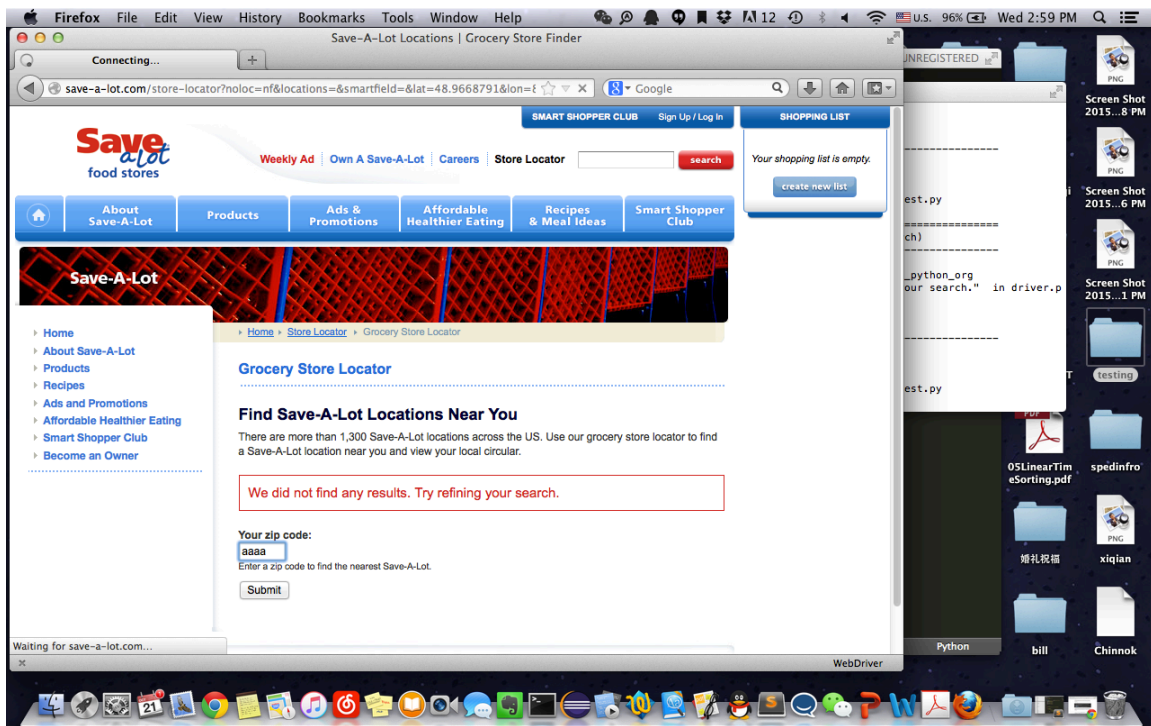 Firefox File Edit View History Bookmarks Tools Window Help 12 U.S. 96% Wed 2:59 PM
Save-A-Lot Locations | Grocery Store Finder
Connecting...
save-a-lot.com/store-locator?noloc=nf&locations=&smartfield=&lat=48.9668791&lon=8
Google
SMART SHOPPER CLUB Sign Up / Log In
SHOPPING LIST
Save
a lot
food stores
Weekly Ad Own A Save-A-Lot Careers Store Locator search
Your shopping list is empty.
create new list
About
Save-A-Lot
Products
Ads &
Promotions
Affordable
Healthier Eating
Recipes
& Meal Ideas
Smart Shopper
Club
Save-A-Lot
Home
About Save-A-Lot
Products
Recipes
Ads and Promotions
Affordable Healthier Eating
Smart Shopper Club
Become an Owner
Home Store Locator Grocery Store Locator
Grocery Store Locator
Find Save-A-Lot Locations Near You
There are more than 1,300 Save-A-Lot locations across the US. Use our grocery store locator to find
a Save-A-Lot location near you and view your local circular.
We did not find any results. Try refining your search.
Your zip code:
aaaa
Enter a zip code to find the nearest Save-A-Lot.
Submit
Waiting for save-a-lot.com...
WebDriver
UNREGISTERED
---------------
est.py
===============
ch)
---------------
_python_org
our search." in driver.p
---------------
est.py
Python
PNG
Screen Shot
2015...8 PM
PNG
Screen Shot
2015...6 PM
PNG
Screen Shot
2015...1 PM
testing
PDF
05LinearTim
eSorting.pdf
spedinfro
婚礼祝福
PNG
xiqian
bill
Chinnok
21